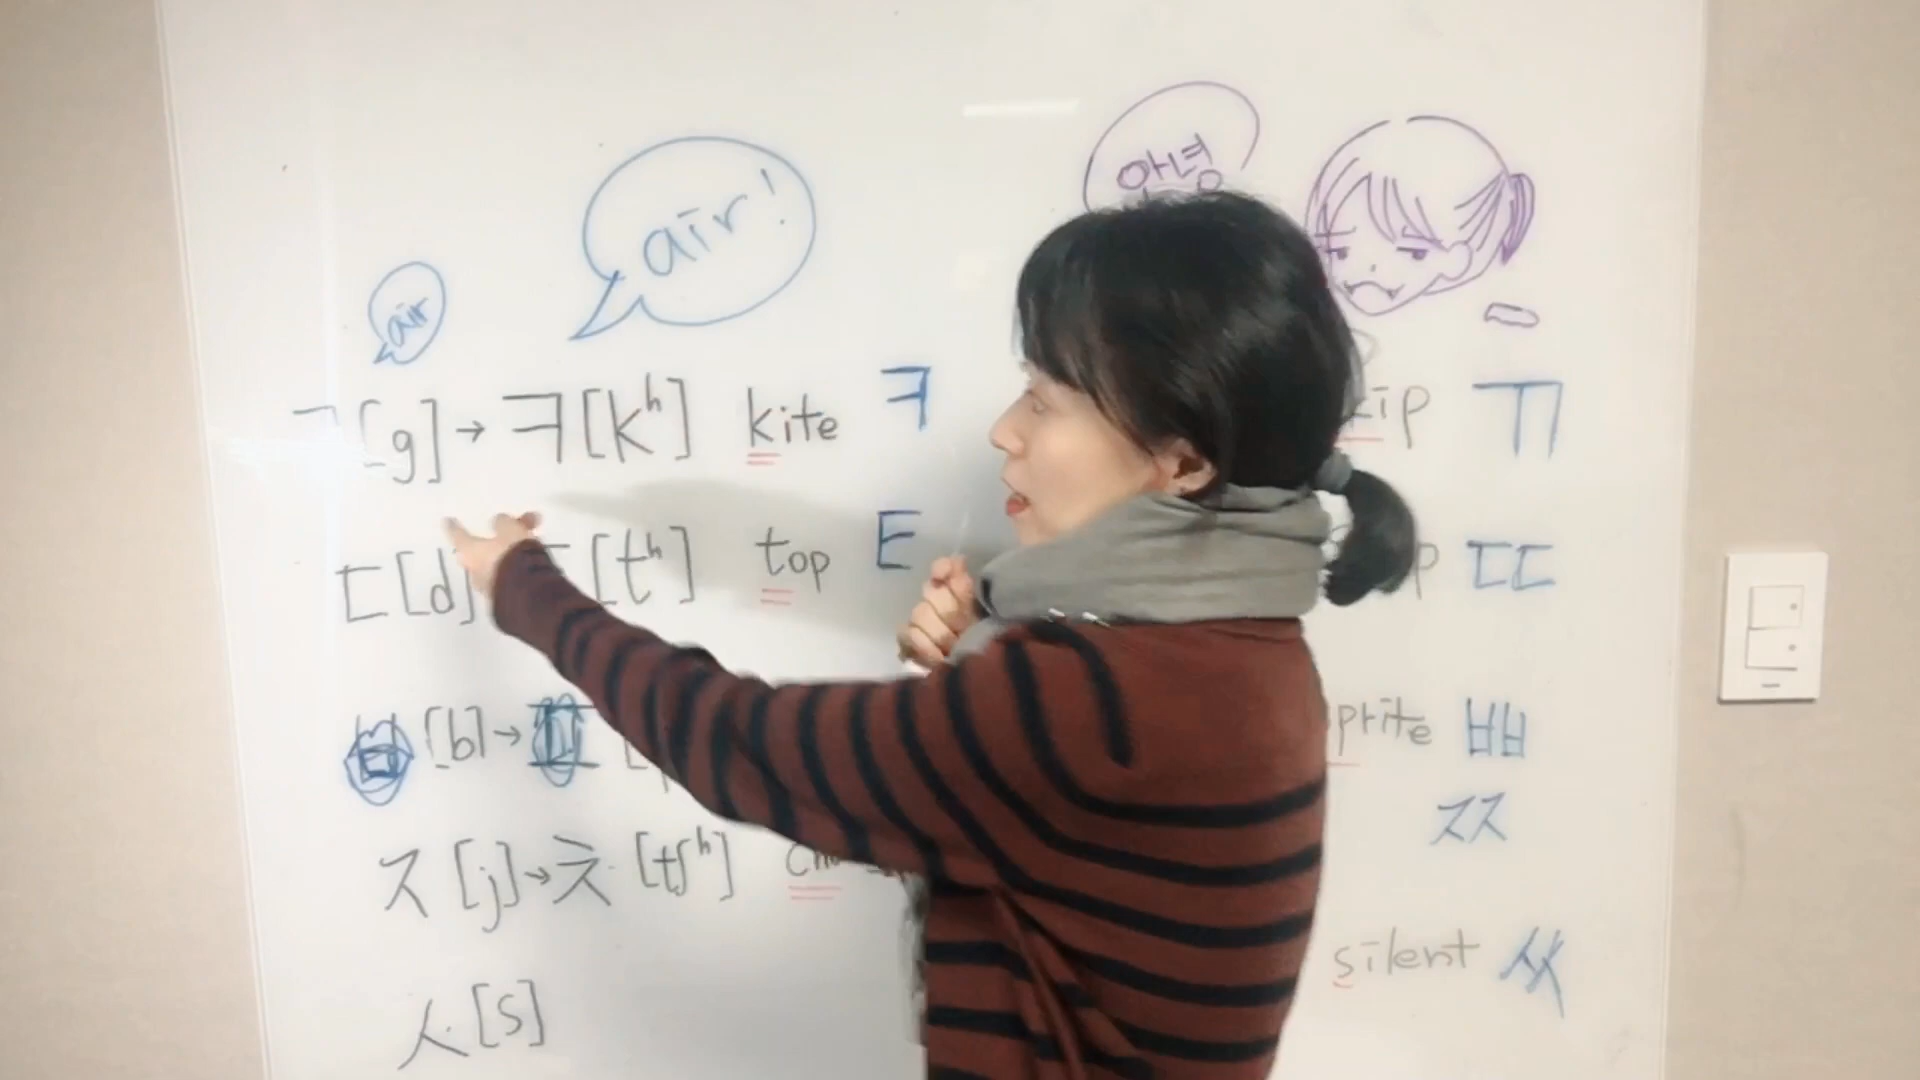 안녕
air!
air
ㄱ [g] → ㅋ [kʰ] kite ㅋ ㄲ
ㄷ [d] [tʰ] top ㅌ ㄸ
ㅂ [b] → ㅍ prite ㅃ
ㅉ
ㅈ [j] → ㅊ [tʃʰ]
silent ㅆ
ㅅ [s]